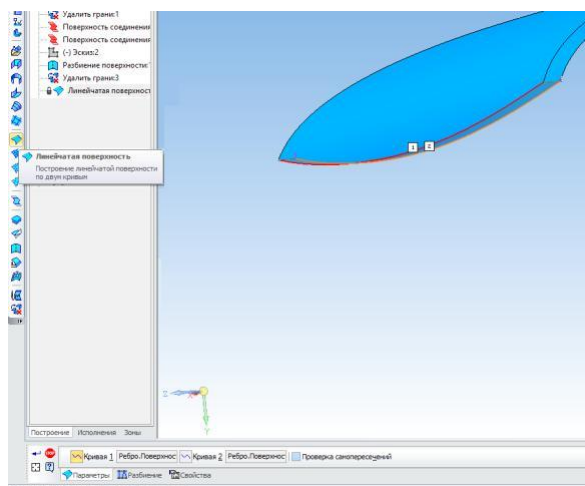 Удалить грани:1
Поверхность соединения
Поверхность соединения
(-) Эскиз:2
Разбиение поверхности:
Удалить грани:3
Линейчатая поверхност
Линейчатая поверхность
Построение линейчатой поверхности
по двум кривым
1 2
Z X
Y
Построение Исполнения Зоны
STOP Кривая 1 Ребро.Поверхнос Кривая 2 Ребро.Поверхнос Проверка самопересечений
Параметры Разбиение Свойства